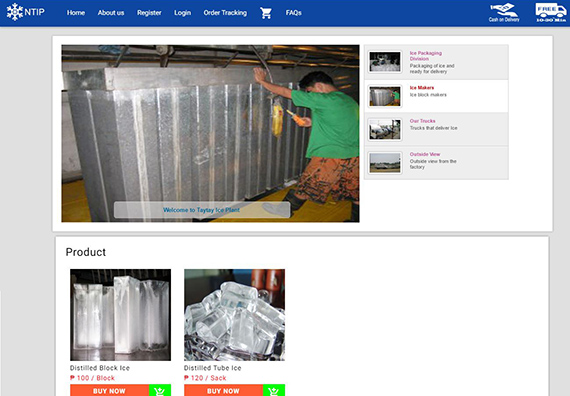 NTIP
Home About us Register Login Order Tracking FAQs
Cash on Delivery
FREE
Ice Packaging
Division
Packaging of ice and
ready for delivery
Ice Makers
Ice block makers
Our Trucks
Trucks that deliver ice
Outside View
Outside view from the
factory
Welcome to Taytay Ice Plant
Product
Distilled Block Ice
₱ 100 / Block
BUY NOW
Distilled Tube Ice
₱ 120 / Sack
BUY NOW